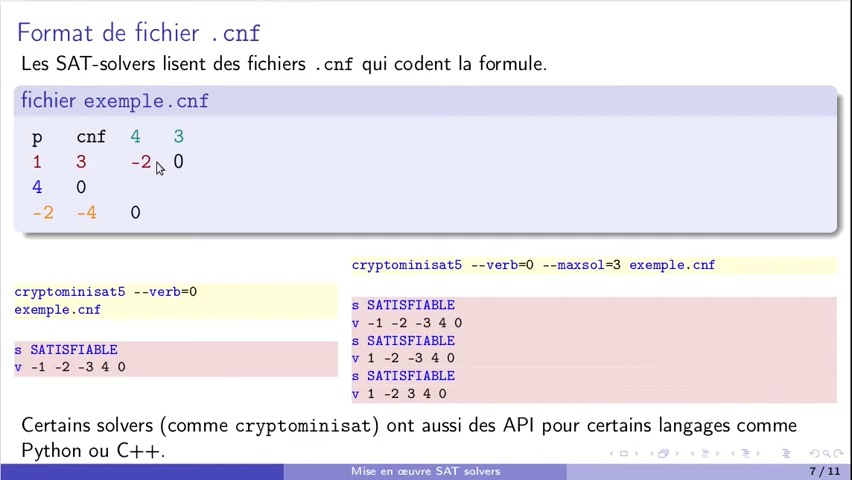 Format de fichier .cnf
Les SAT-solvers lisent des fichiers .cnf qui codent la formule.
fichier exemple.cnf
p cnf 4 3
1 3 -2 0
4 0
-2 -4 0
cryptominisat5 --verb=0
exemple.cnf
s SATISFIABLE
v -1 -2 -3 4 0
cryptominisat5 --verb=0 --maxsol=3 exemple.cnf
s SATISFIABLE
v -1 -2 -3 4 0
s SATISFIABLE
v 1 -2 -3 4 0
s SATISFIABLE
v 1 -2 3 4 0
Certains solvers (comme cryptominisat) ont aussi des API pour certains langages comme
Python ou C++.
Mise en œuvre SAT solvers
7 / 11